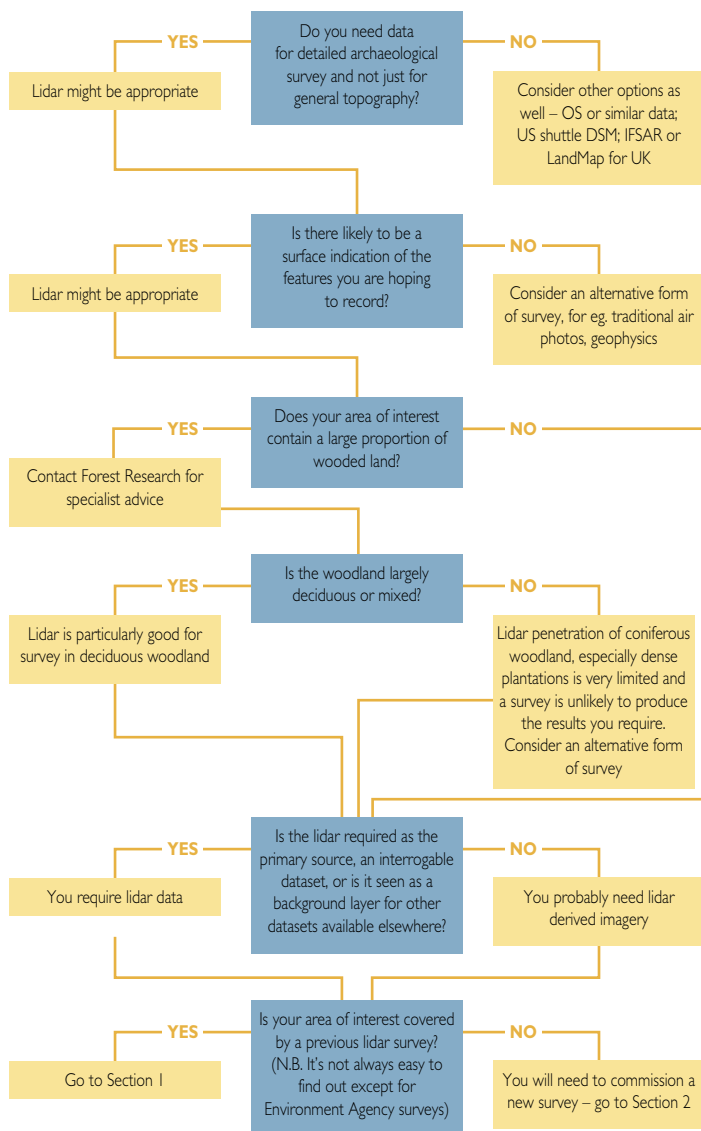 YES
Do you need data
for detailed archaeological
survey and not just for
general topography?
NO
Lidar might be appropriate
Consider other options as
well – OS or similar data;
US shuttle DSM; IFSAR or
LandMap for UK
YES
Is there likely to be a
surface indication of the
features you are hoping
to record?
NO
Lidar might be appropriate
Consider an alternative form
of survey, for eg. traditional air
photos, geophysics
YES
Does your area of interest
contain a large proportion of
wooded land?
NO
Contact Forest Research for
specialist advice
YES
Is the woodland largely
deciduous or mixed?
NO
Lidar is particularly good for
survey in deciduous woodland
Lidar penetration of coniferous
woodland, especially dense
plantations is very limited and
a survey is unlikely to produce
the results you require.
Consider an alternative form
of survey
YES
Is the lidar required as the
primary source, an interrogable
dataset, or is it seen as a
background layer for other
datasets available elsewhere?
NO
You require lidar data
You probably need lidar
derived imagery
YES
Is your area of interest covered
by a previous lidar survey?
(N.B. It’s not always easy to
find out except for
Environment Agency surveys)
NO
Go to Section 1
You will need to commission a
new survey – go to Section 2